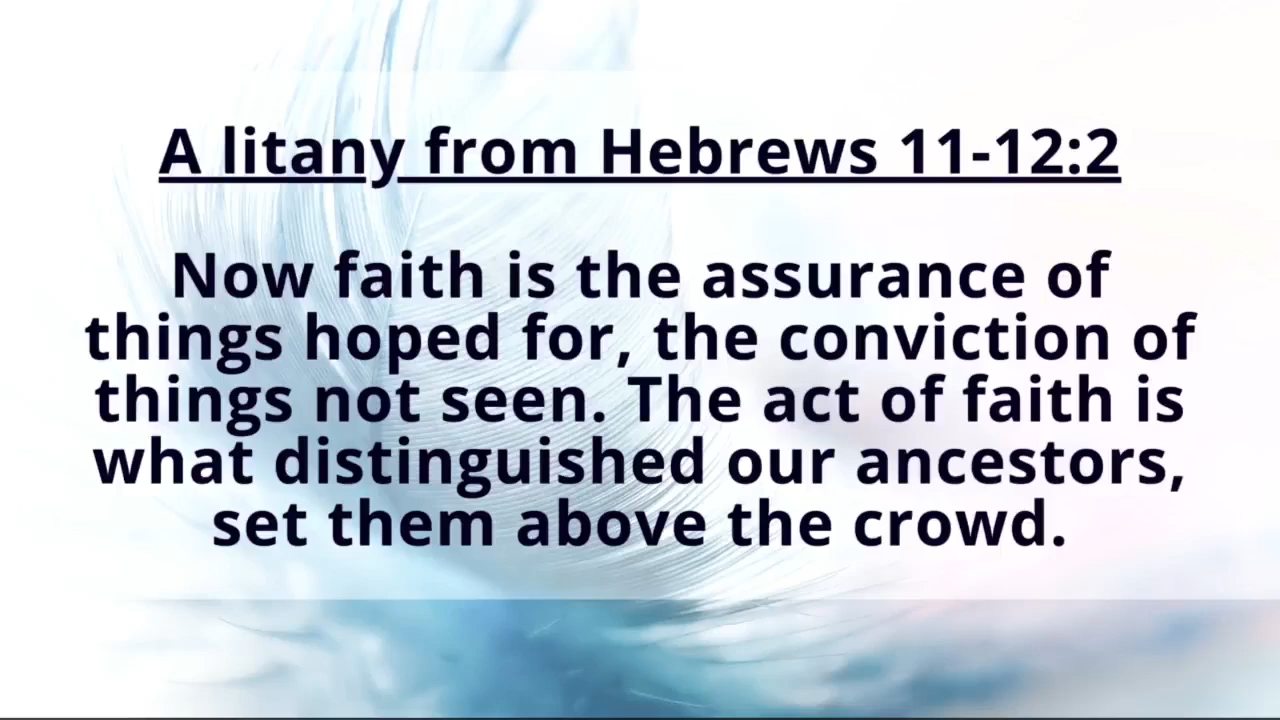 A litany from Hebrews 11-12:2
Now faith is the assurance of
things hoped for, the conviction of
things not seen. The act of faith is
what distinguished our ancestors,
set them above the crowd.